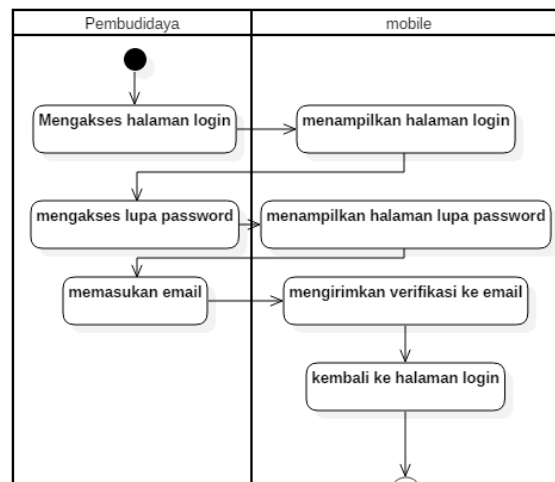 Pembudidaya
mobile
Mengakses halaman login
menampilkan halaman login
mengakses lupa password
menampilkan halaman lupa password
memasukan email
mengirimkan verifikasi ke email
kembali ke halaman login